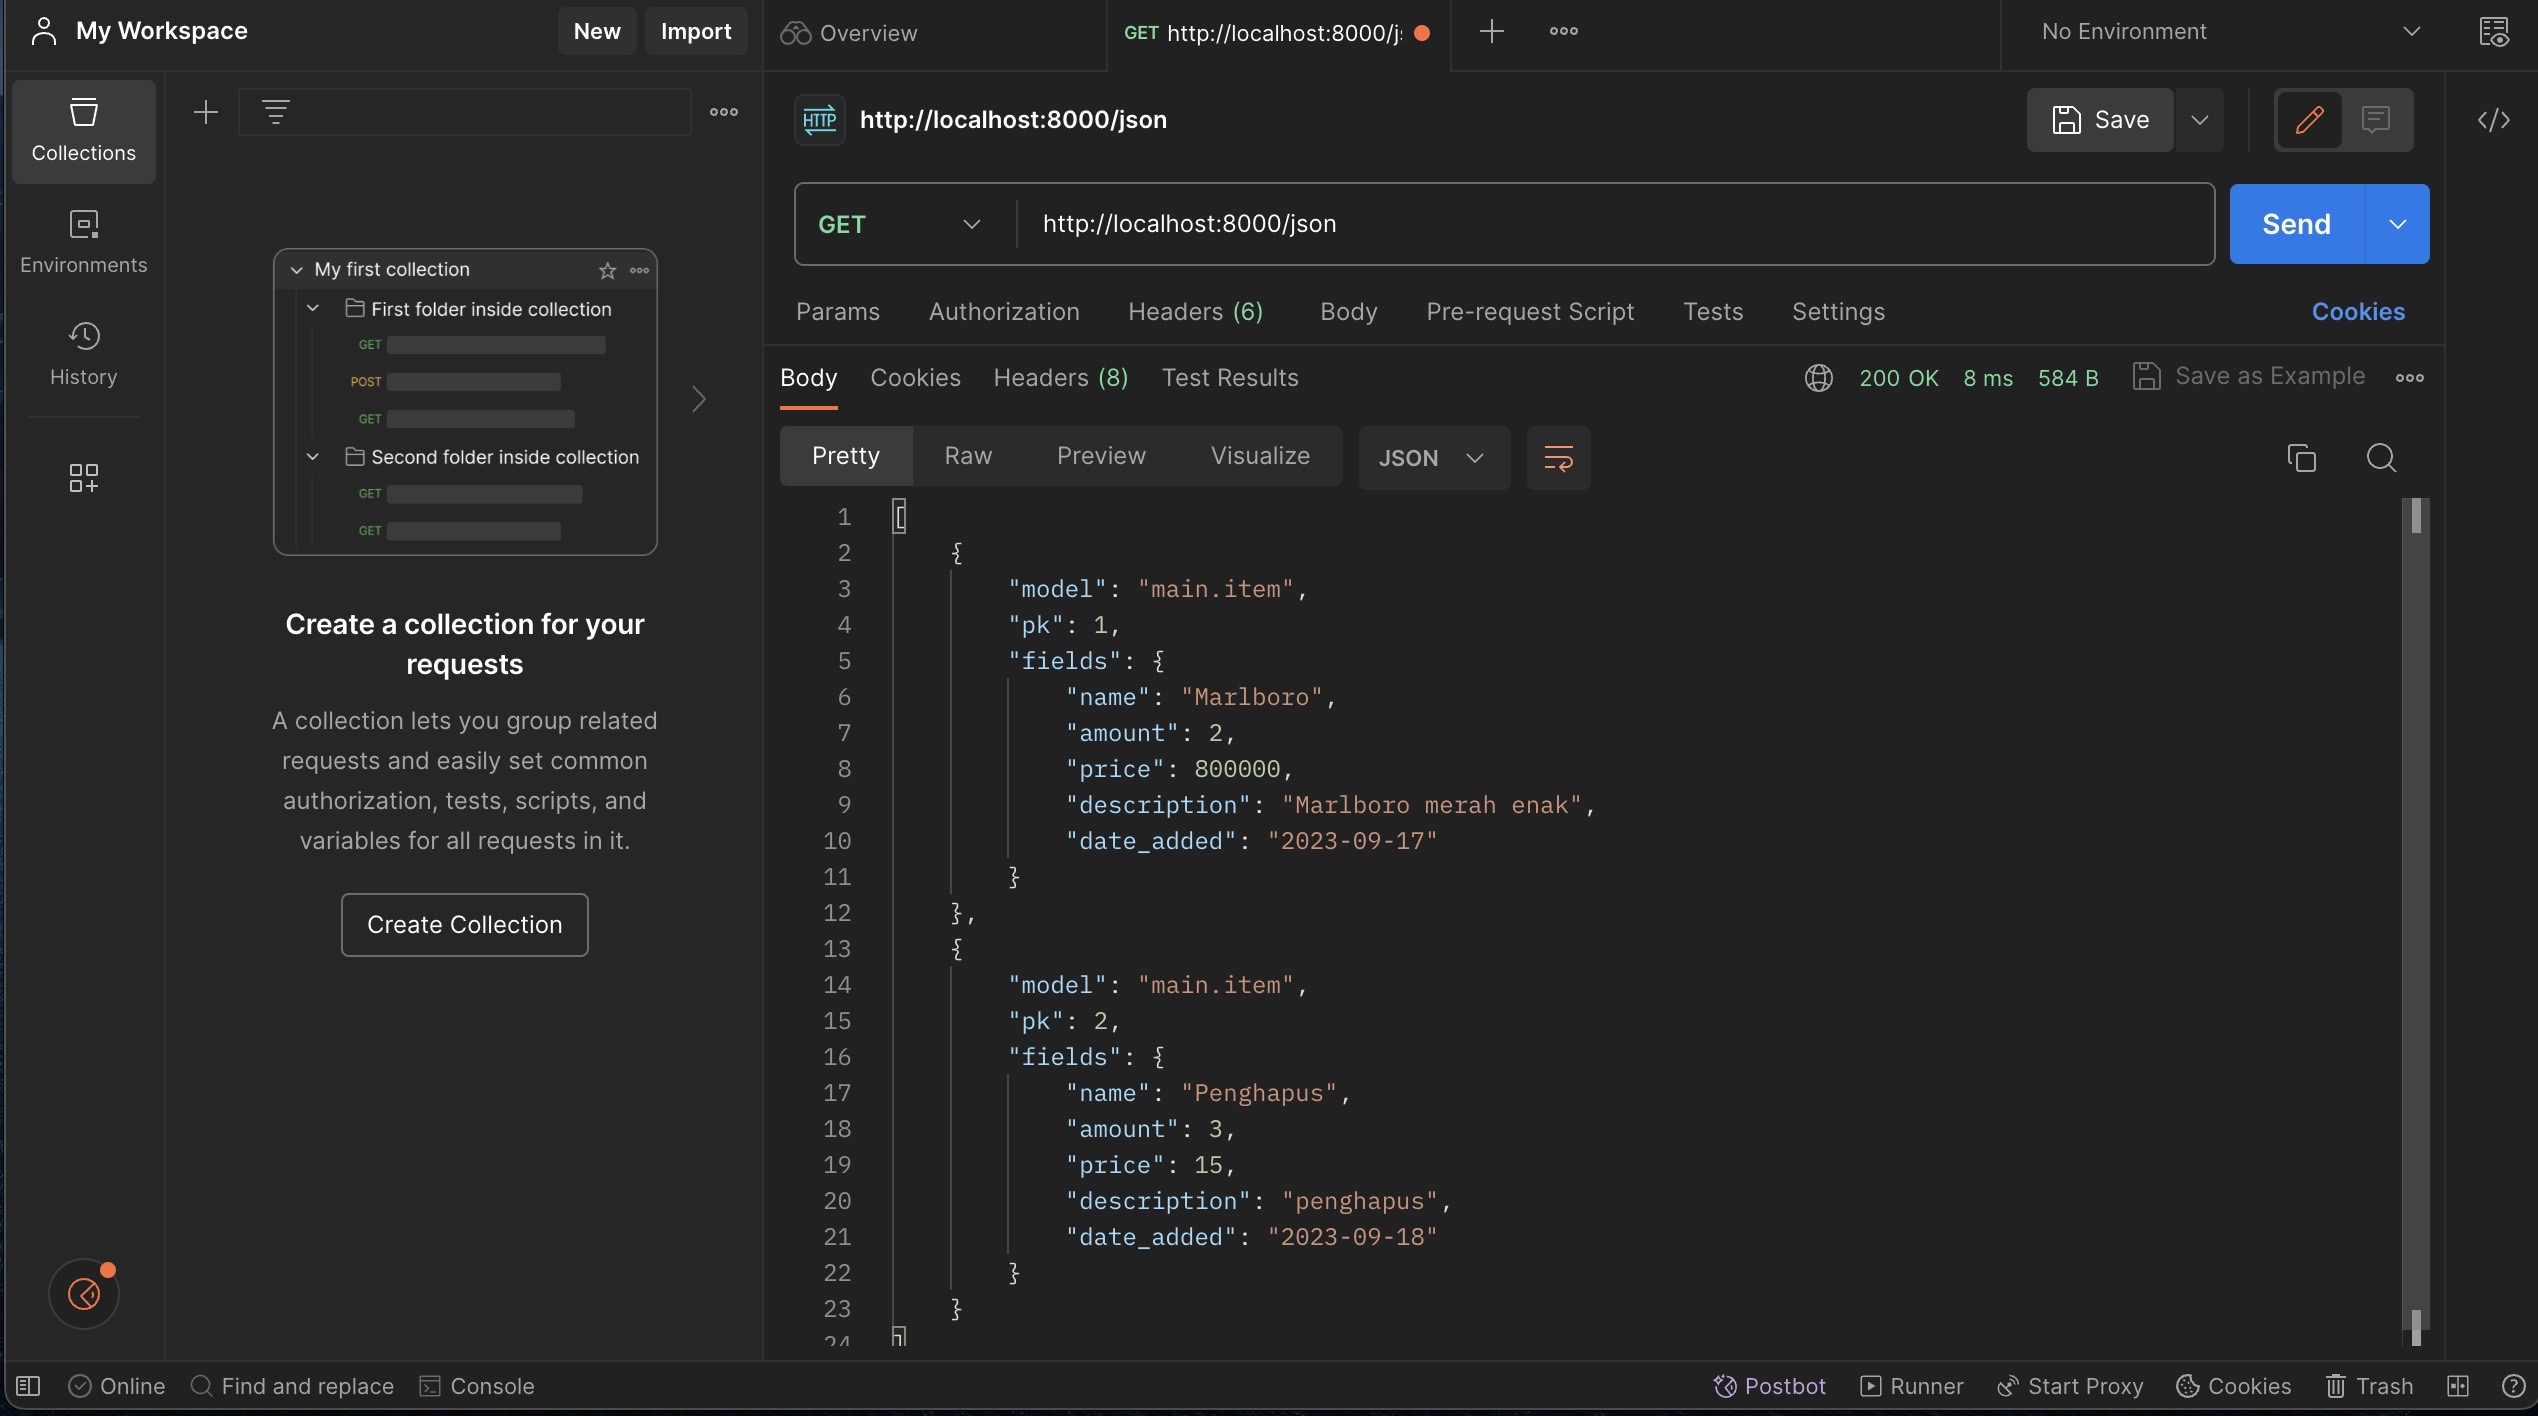 My Workspace
New
Import
Overview
GET http://localhost:8000/j
No Environment
Collections
Environments
History
My first collection
First folder inside collection
GET
POST
GET
Second folder inside collection
GET
GET
Create a collection for your
requests
A collection lets you group related
requests and easily set common
authorization, tests, scripts, and
variables for all requests in it.
Create Collection
HTTP http://localhost:8000/json
Save
GET http://localhost:8000/json
Send
Params Authorization Headers (6) Body Pre-request Script Tests Settings Cookies
Body Cookies Headers (8) Test Results 200 OK 8 ms 584 B Save as Example
Pretty Raw Preview Visualize JSON
1 [
2 {
3 "model": "main.item",
4 "pk": 1,
5 "fields": {
6 "name": "Marlboro",
7 "amount": 2,
8 "price": 800000,
9 "description": "Marlboro merah enak",
10 "date_added": "2023-09-17"
11 }
12 },
13 {
14 "model": "main.item",
15 "pk": 2,
16 "fields": {
17 "name": "Penghapus",
18 "amount": 3,
19 "price": 15,
20 "description": "penghapus",
21 "date_added": "2023-09-18"
22 }
23 }
24 ]
Online Find and replace Console Postbot Runner Start Proxy Cookies Trash